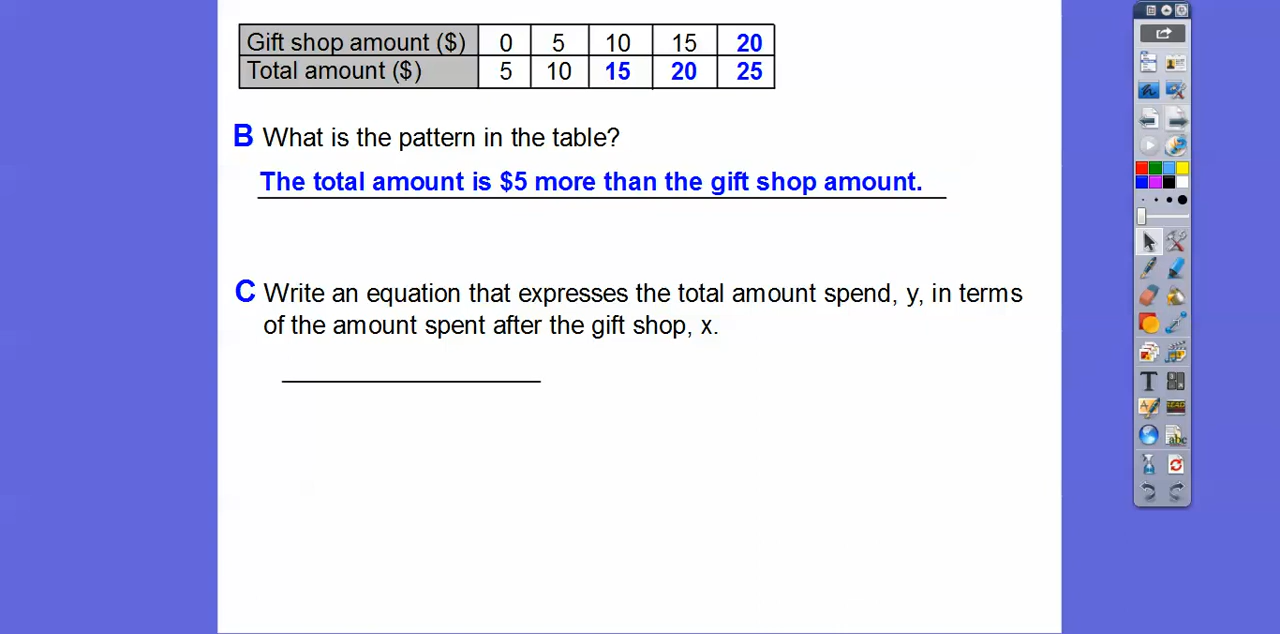 Gift shop amount ($) 0 5 10 15 20
Total amount ($) 5 10 15 20 25
B What is the pattern in the table?
The total amount is $5 more than the gift shop amount.
C Write an equation that expresses the total amount spend, y, in terms
of the amount spent after the gift shop, x.